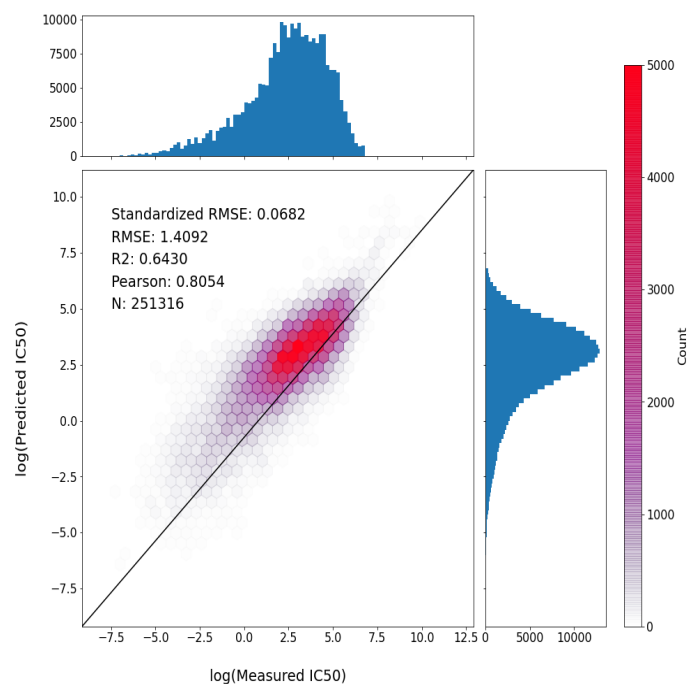 10000
7500
5000
2500
0
5000
4000
3000
2000
1000
0
Count
10.0
7.5
5.0
2.5
0.0
−2.5
−5.0
−7.5
log(Predicted IC50)
Standardized RMSE: 0.0682
RMSE: 1.4092
R2: 0.6430
Pearson: 0.8054
N: 251316
−7.5 −5.0 −2.5 0.0 2.5 5.0 7.5 10.0 12.5
0 5000 10000
log(Measured IC50)